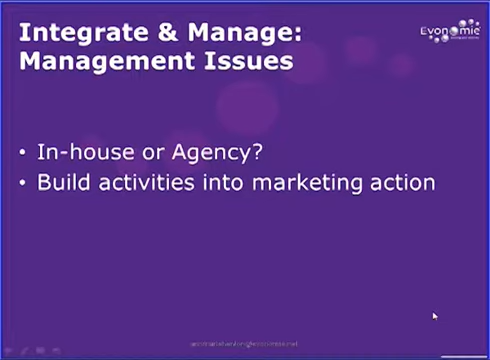 Integrate & Manage:
Management Issues
Evonomie
• In-house or Agency?
• Build activities into marketing action